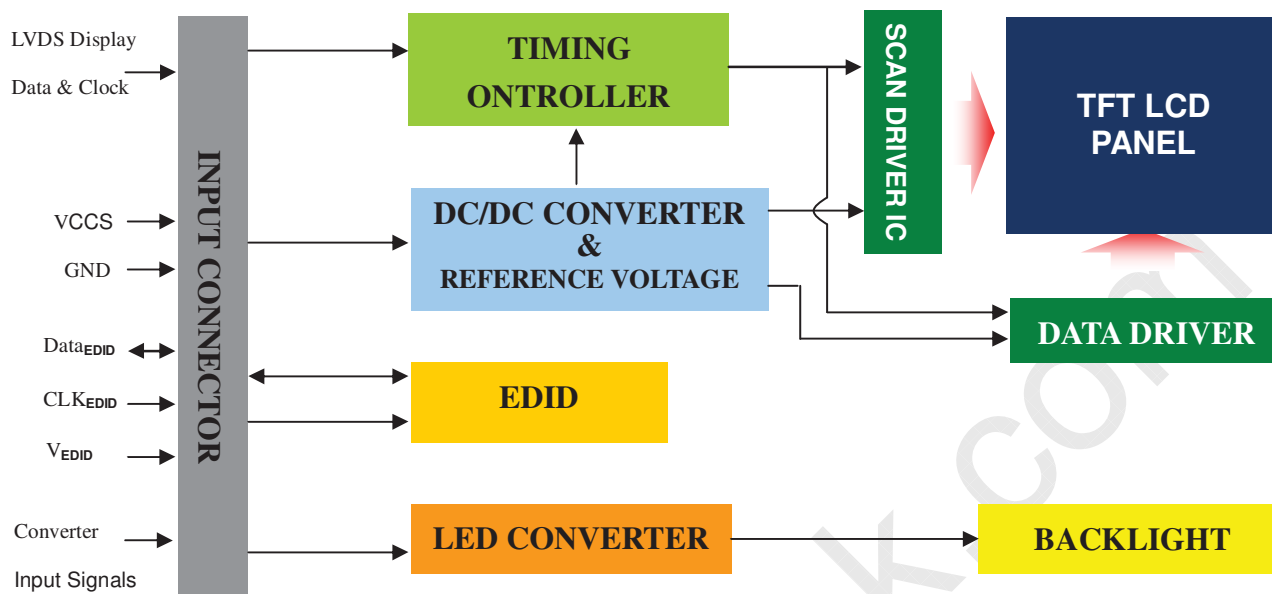 LVDS Display
Data & Clock
VCCS
GND
DataEDID
CLKEDID
VEDID
Converter
Input Signals
INPUT CONNECTOR
TIMING
ONTROLLER
DC/DC CONVERTER
&
REFERENCE VOLTAGE
EDID
LED CONVERTER
SCAN DRIVER IC
TFT LCD
PANEL
DATA DRIVER
BACKLIGHT
k.com